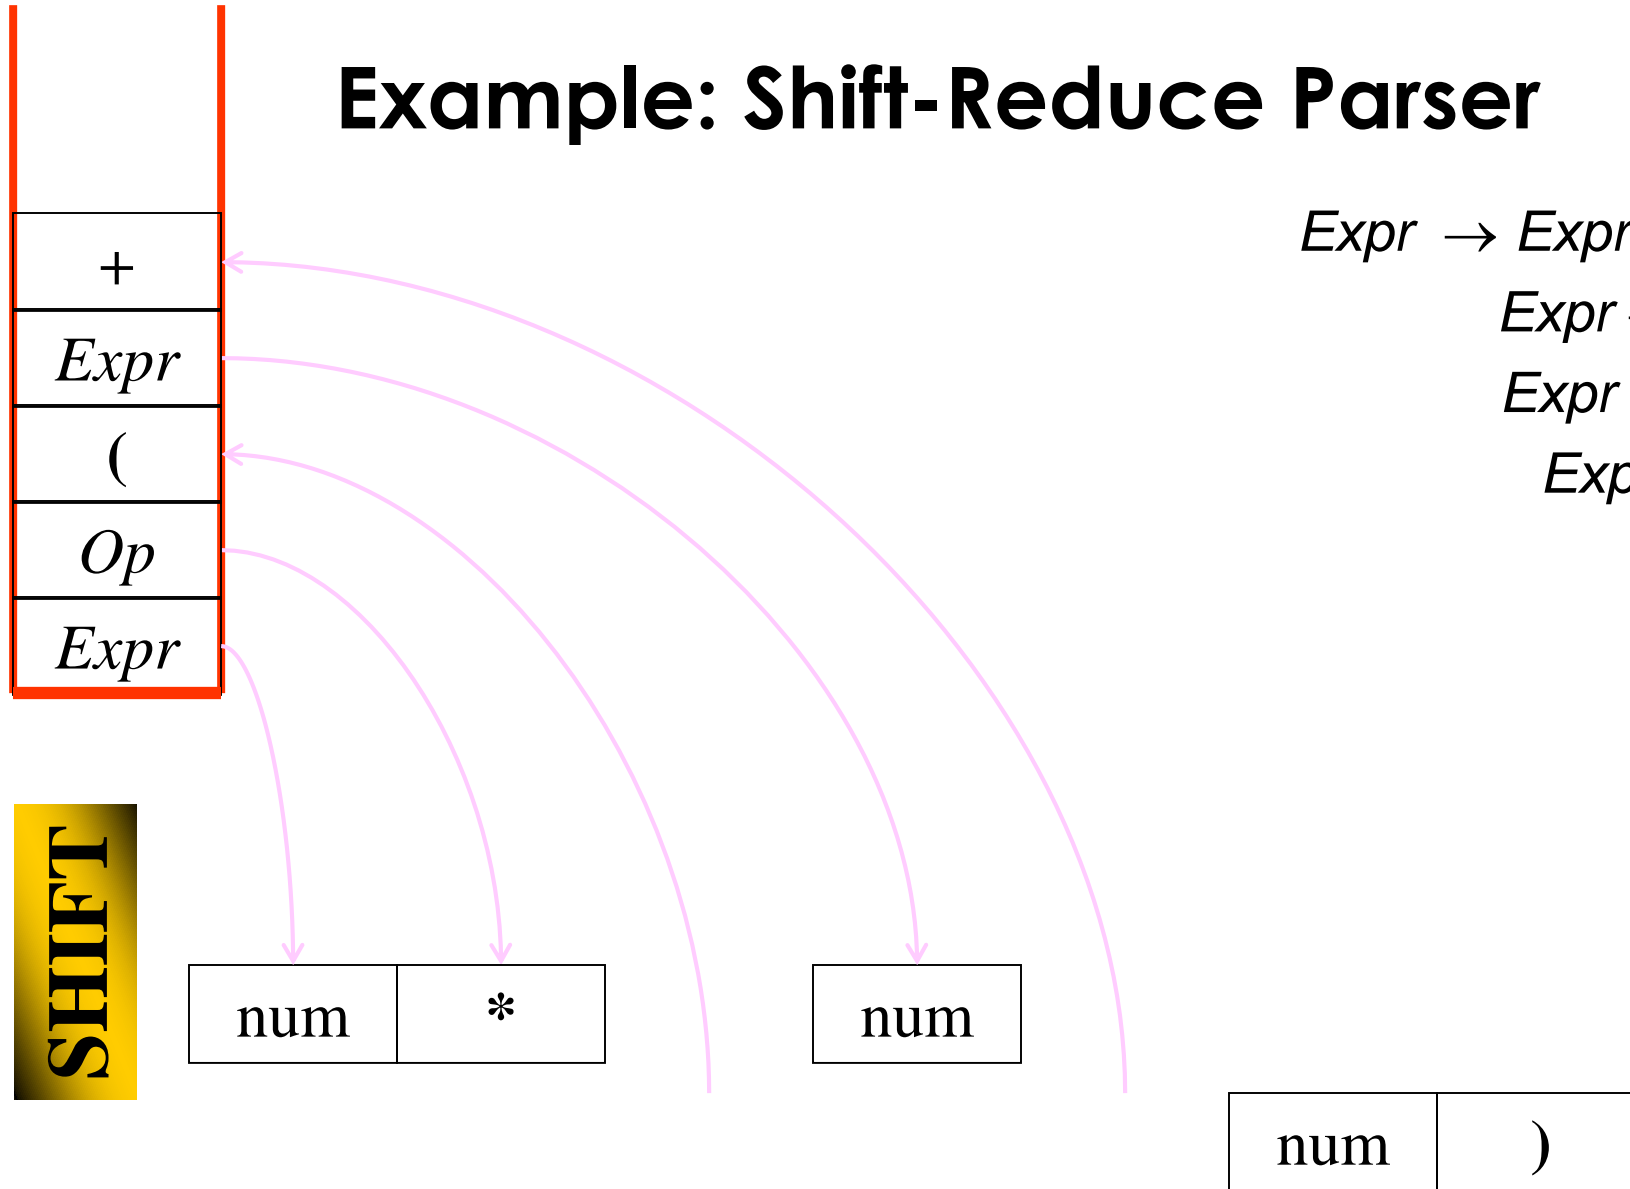 Example: Shift-Reduce Parser
Expr → Expr
Expr
Expr
+
Expr
(
Op
Expr
SHIFT
num *
num
num )